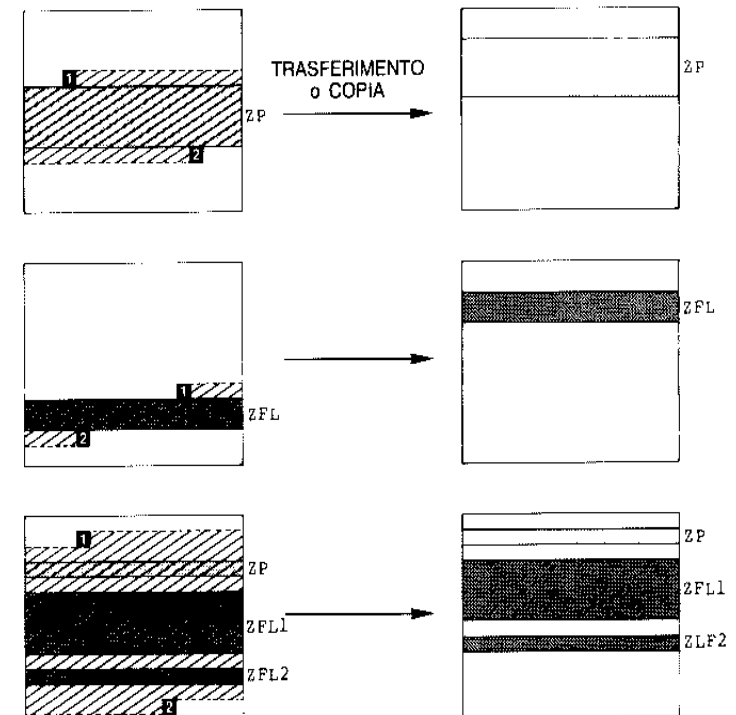 1
TRASFERIMENTO
o COPIA
ZP
ZP
2
1
ZFL
ZFL
2
1
ZP
ZP
ZFL1
ZFL1
ZFL2
ZLF2
2